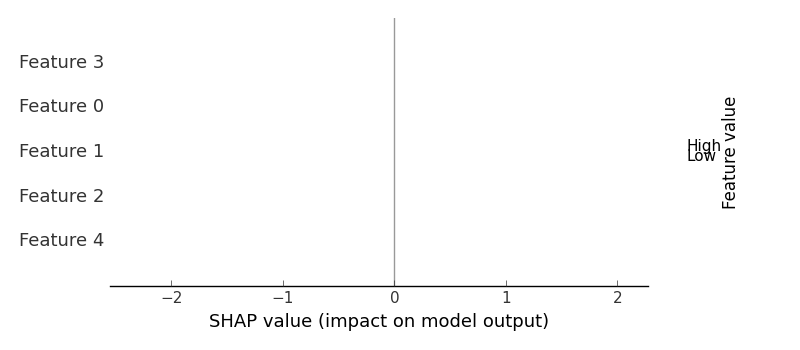 Feature 3
Feature 0
Feature 1
Feature 2
Feature 4
−2 −1 0 1 2
SHAP value (impact on model output)
High
Low
Feature value